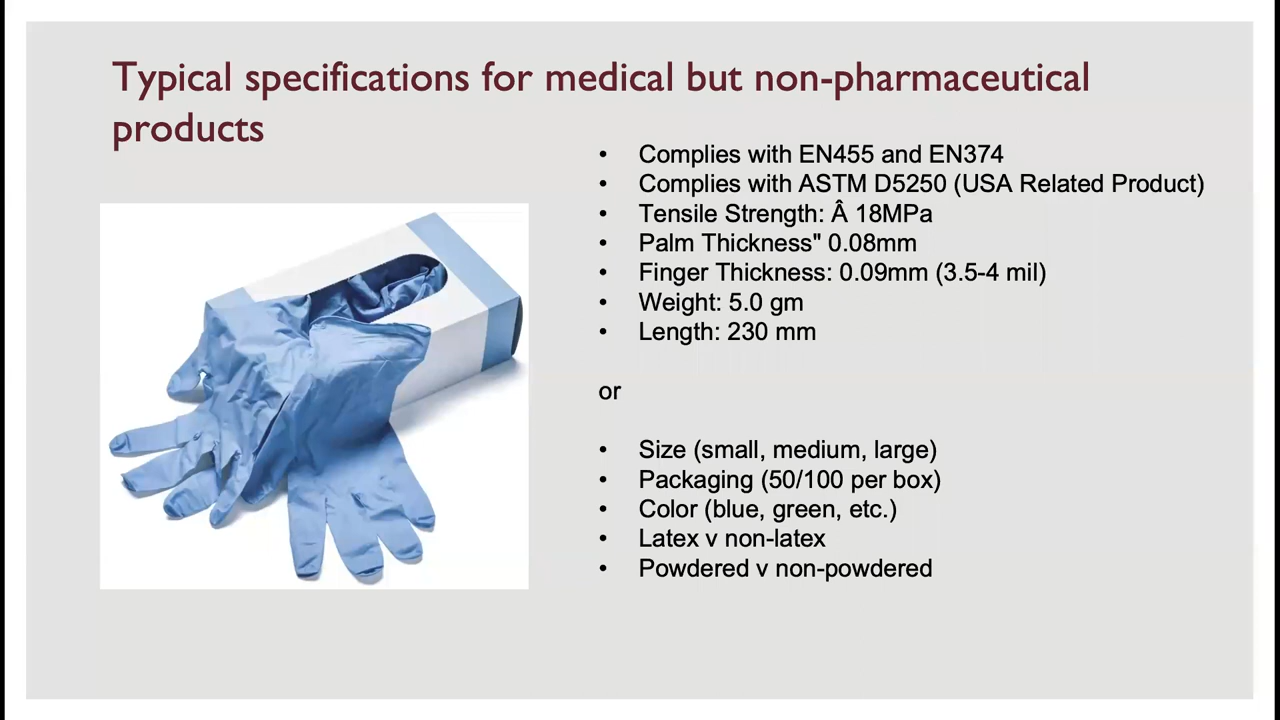 Typical specifications for medical but non-pharmaceutical
products
• Complies with EN455 and EN374
• Complies with ASTM D5250 (USA Related Product)
• Tensile Strength: Â 18MPa
• Palm Thickness" 0.08mm
• Finger Thickness: 0.09mm (3.5-4 mil)
• Weight: 5.0 gm
• Length: 230 mm
or
• Size (small, medium, large)
• Packaging (50/100 per box)
• Color (blue, green, etc.)
• Latex v non-latex
• Powdered v non-powdered